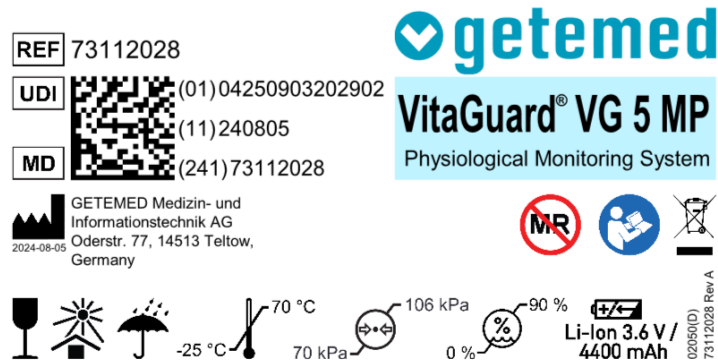 REF 73112028
getemed
UDI (01)04250903202902
(11)240805
MD (241)73112028
VitaGuard® VG 5 MP
Physiological Monitoring System
GETEMED Medizin- und
Informationstechnik AG
Oderstr. 77, 14513 Teltow,
Germany
2024-08-05
MR
70 °C
-25 °C
106 kPa
70 kPa
90 %
%
0 %
+/-
Li-Ion 3.6 V /
4400 mAh
02050(D)
73112028 Rev A